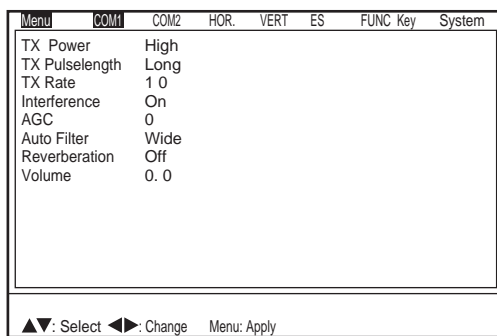 Menu COM1 COM2 HOR. VERT ES FUNC Key System
TX Power High
TX Pulselength Long
TX Rate 1 0
Interference On
AGC 0
Auto Filter Wide
Reverberation Off
Volume 0. 0
▲▼: Select ◀▶: Change Menu: Apply